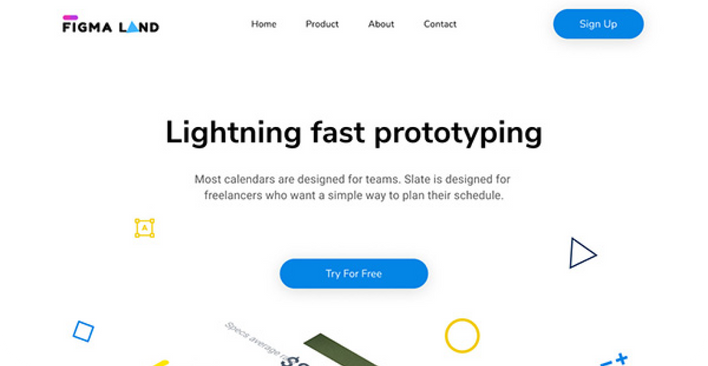 FIGMA LAND
Home
Product
About
Contact
Sign Up
Lightning fast prototyping
Most calendars are designed for teams. Slate is designed for
freelancers who want a simple way to plan their schedule.
A
Try For Free
Specs average